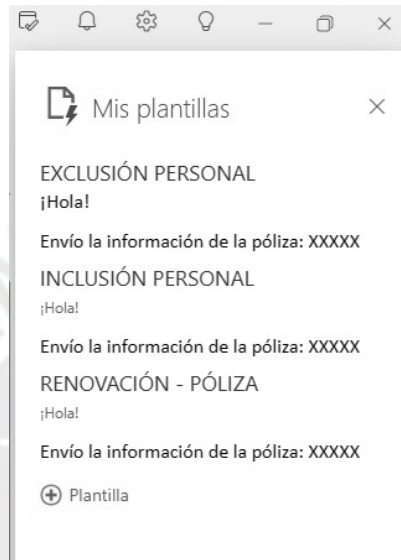 Mis plantillas
EXCLUSIÓN PERSONAL
¡Hola!
Envío la información de la póliza: XXXXX
INCLUSIÓN PERSONAL
¡Hola!
Envío la información de la póliza: XXXXX
RENOVACIÓN - PÓLIZA
¡Hola!
Envío la información de la póliza: XXXXX
Plantilla